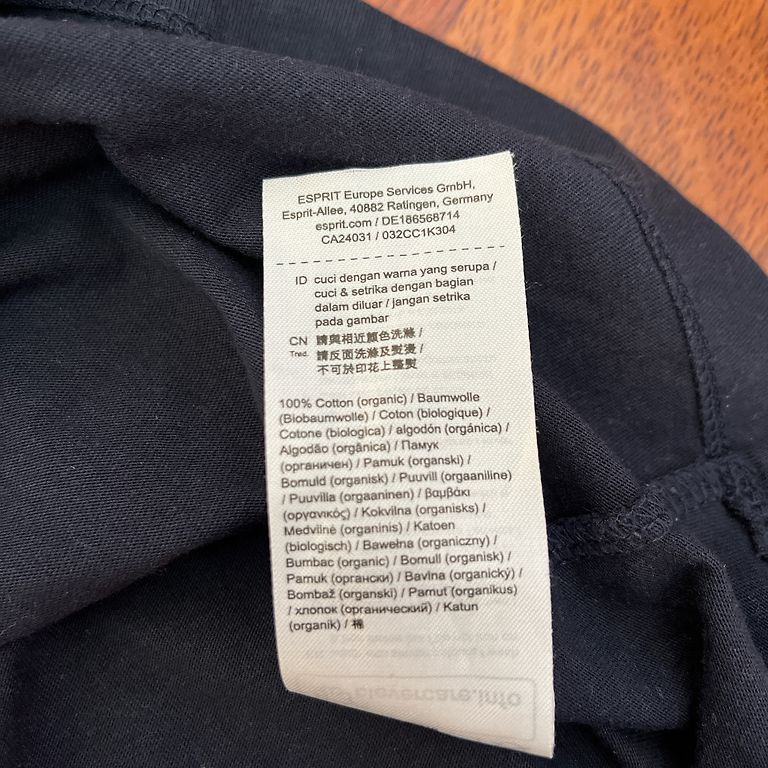 ESPRIT Europe Services GmbH,
Esprit-Allee, 40882 Ratingen, Germany
esprit.com / DE186568714
CA24031 / 032CC1K304
ID cuci dengan warna yang serupa /
cuci & setrika dengan bagian
dalam diluar / jangan setrika
pada gambar
CN 請與相近顏色洗滌 /
Trad. 請反面洗滌及熨燙 /
不可於印花上整熨
100% Cotton (organic) / Baumwolle
(Biobaumwolle) / Coton (biologique) /
Cotone (biologica) / algodón (orgánica) /
Algodão (orgânica) / Памук
(органичен) / Pamuk (organski) /
Bomuld (organisk) / Puuvill (orgaaniline)
/ Puuvilla (orgaaninen) / βαμβάκι
(οργανικός) / Kokvilna (organisks) /
Medvilnė (organinis) / Katoen
(biologisch) / Bawełna (organiczny) /
Bumbac (organic) / Bomull (organisk) /
Pamuk (органски) / Bavlna (organický) /
Bombaž (organski) / Pamut (organikus)
/ хлопок (органический) / Katun
(organik) / 棉
clevercare.info